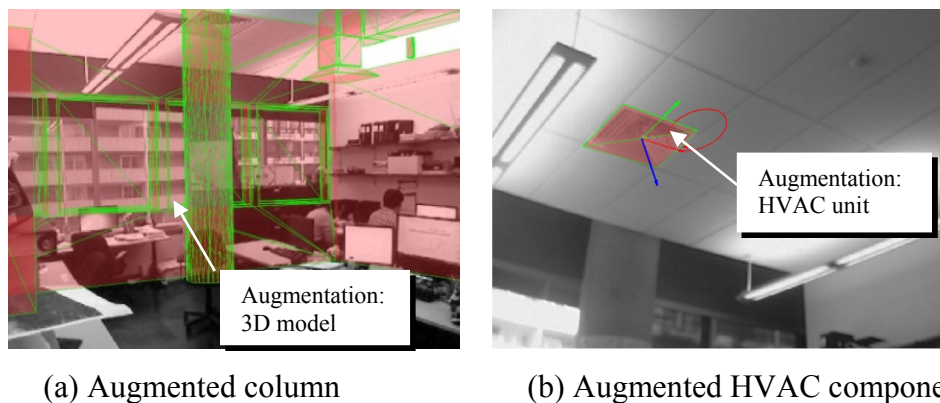 Augmentation:
3D model
Augmentation:
HVAC unit
(a) Augmented column
(b) Augmented HVAC compone